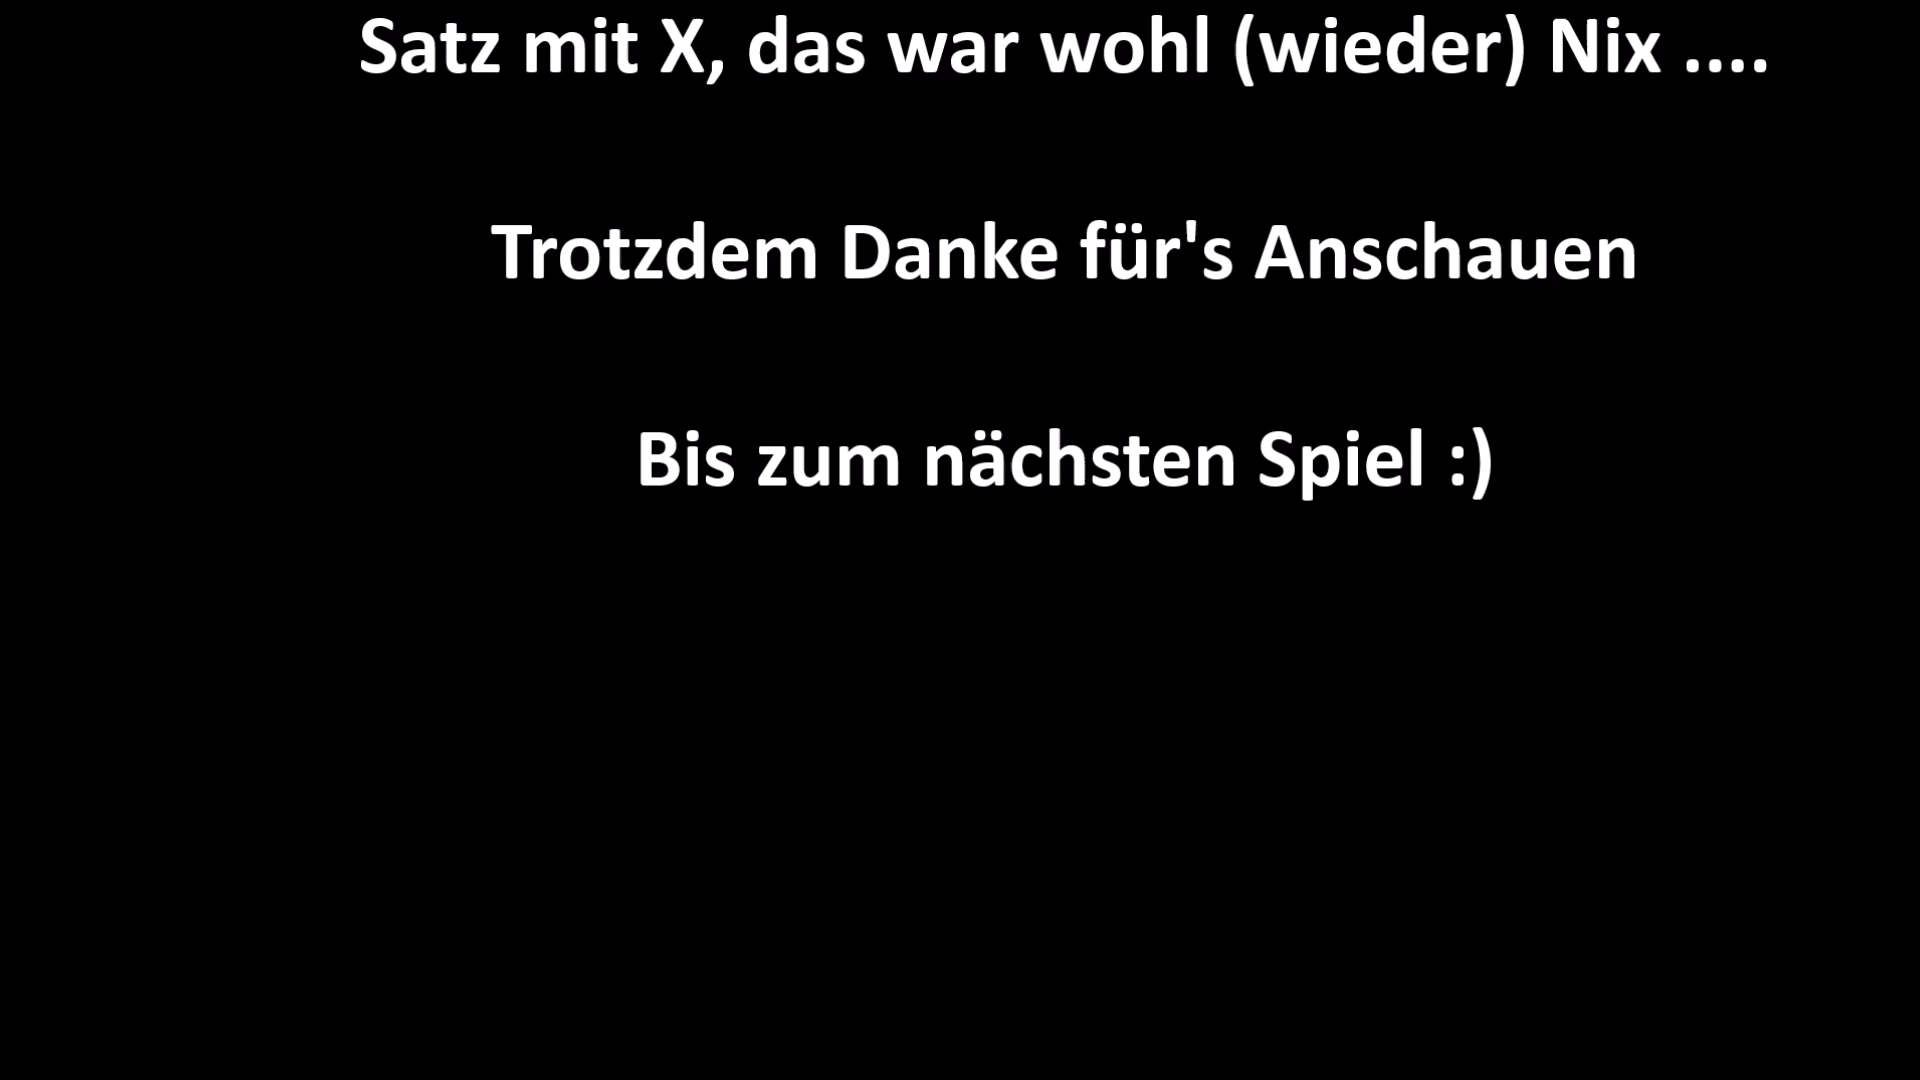 Satz mit X, das war wohl (wieder) Nix ....
Trotzdem Danke für's Anschauen
Bis zum nächsten Spiel :)